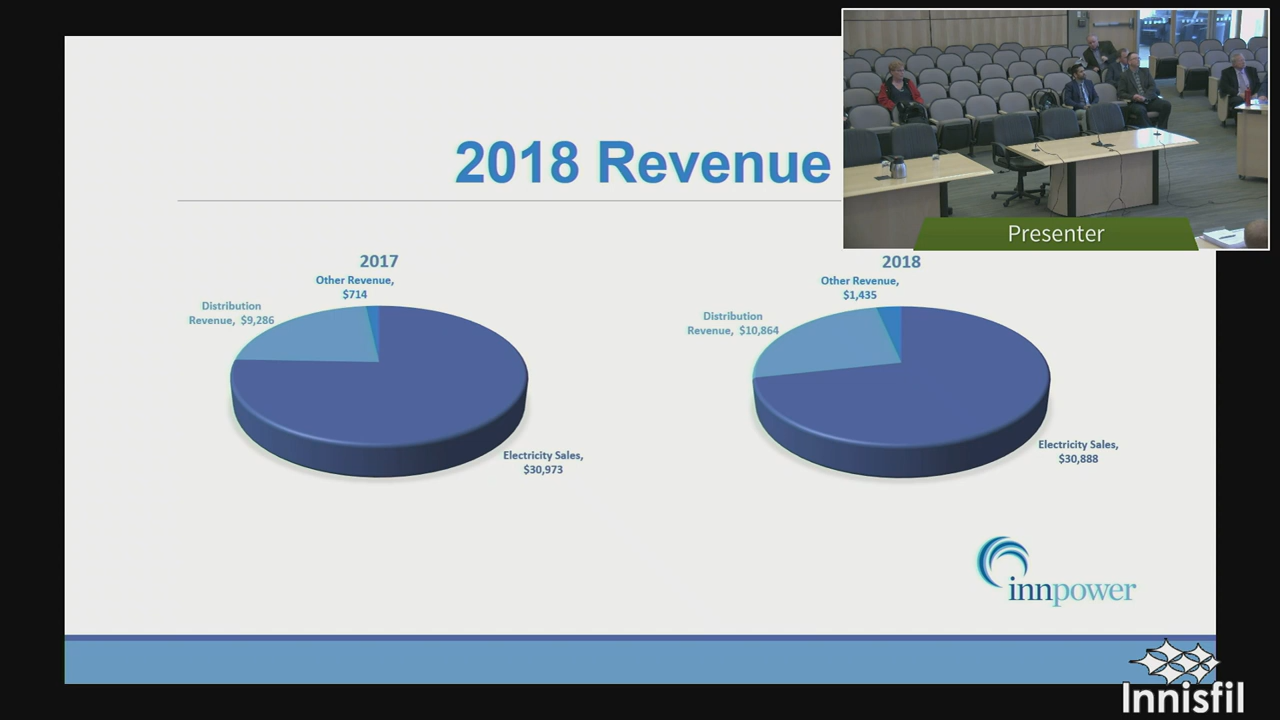 2018 Revenue
Presenter
2017
Other Revenue,
$714
Distribution
Revenue, $9,286
Electricity Sales,
$30,973
2018
Other Revenue,
$1,435
Distribution
Revenue, $10,864
Electricity Sales,
$30,888
innpower
Innisfil